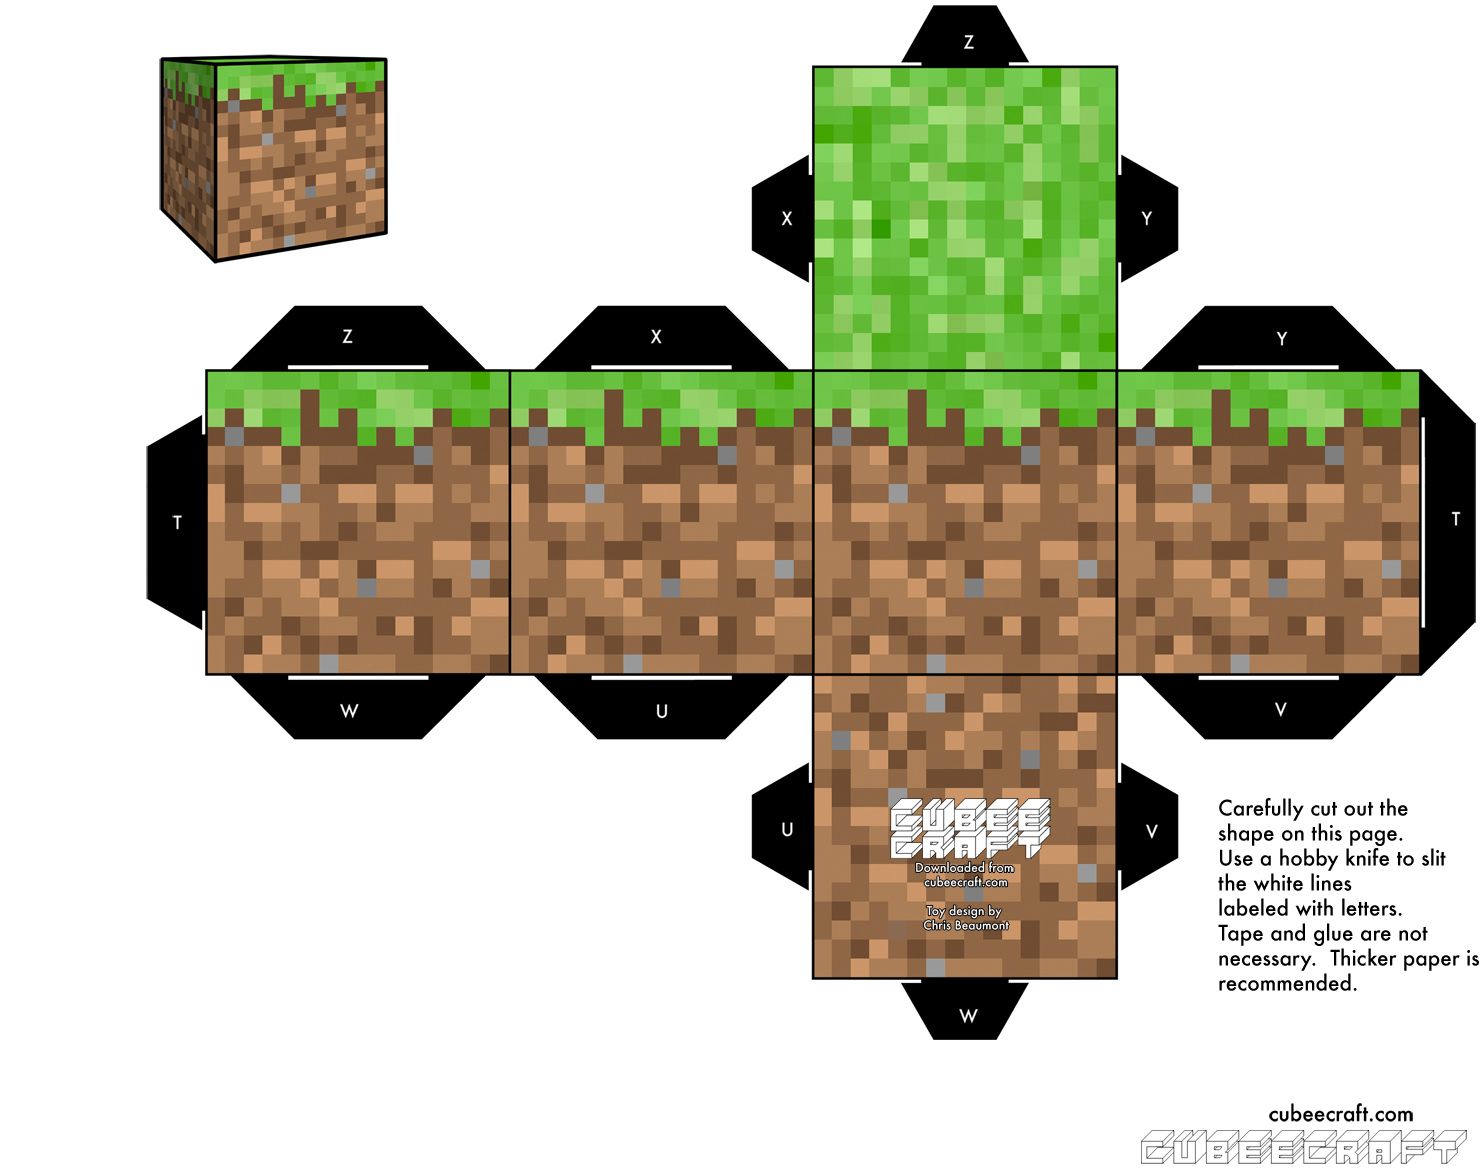 Z
X
Y
Z
X
Y
T
T
W
U
V
U
V
CUBEE
CRAFT
Downloaded from
cubeecraft.com
Toy design by
Chris Beaumont
W
Carefully cut out the
shape on this page.
Use a hobby knife to slit
the white lines
labeled with letters.
Tape and glue are not
necessary.  Thicker paper is
recommended.
cubeecraft.com
CUBEECRAFT